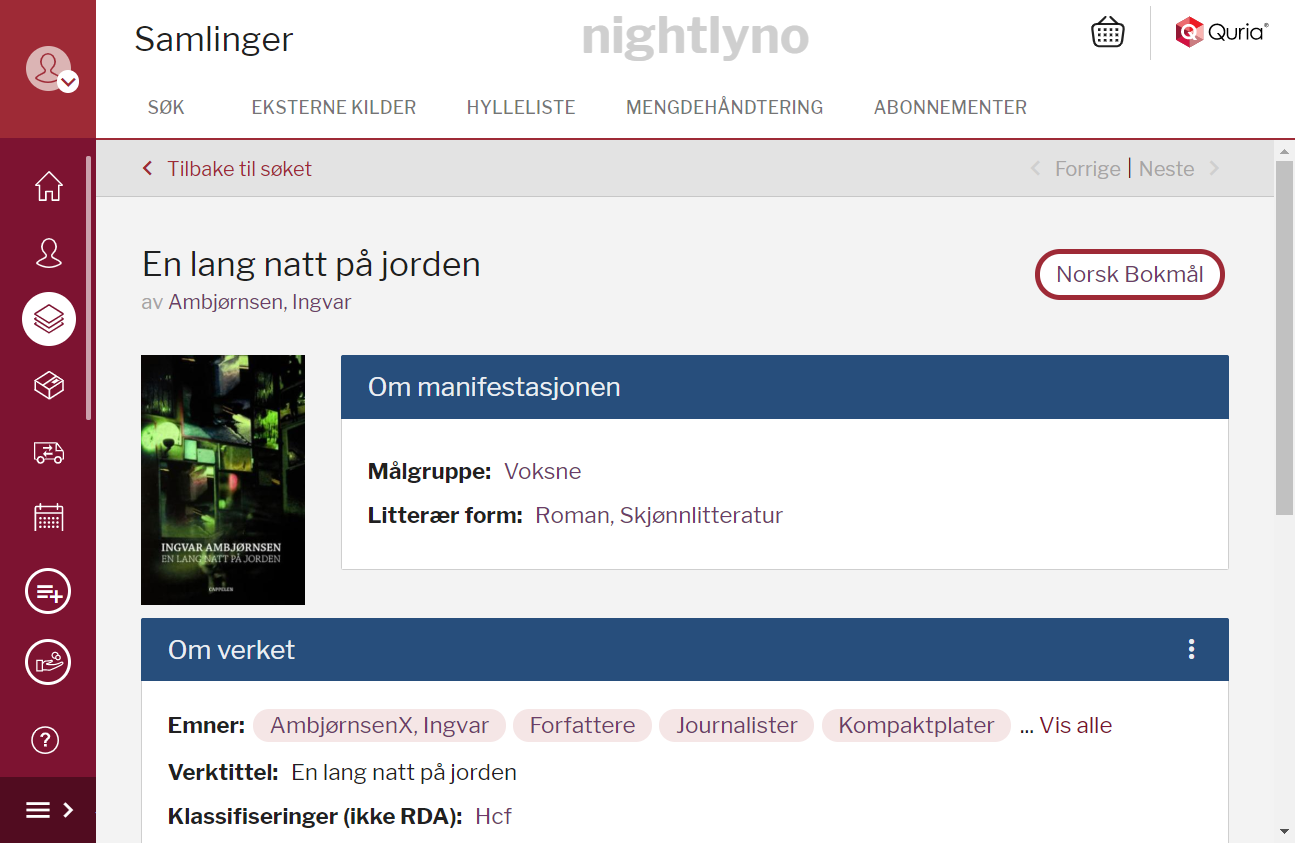 Samlinger
nightlyno
Quria®
SØK EKSTERNE KILDER HYLLELISTE MENGDEHÅNDTERING ABONNEMENTER
Tilbake til søket
Forrige | Neste
En lang natt på jorden
Norsk Bokmål
av Ambjørnsen, Ingvar
INGVAR AMBJØRNSEN
EN LANG NATT PÅ JORDEN
CAPPELEN
Om manifestasjonen
Målgruppe: Voksne
Litterær form: Roman, Skjønnlitteratur
Om verket
Emner: AmbjørnsenX, Ingvar Forfattere Journalister Kompaktplater ... Vis alle
Verktittel: En lang natt på jorden
Klassifiseringer (ikke RDA): Hcf